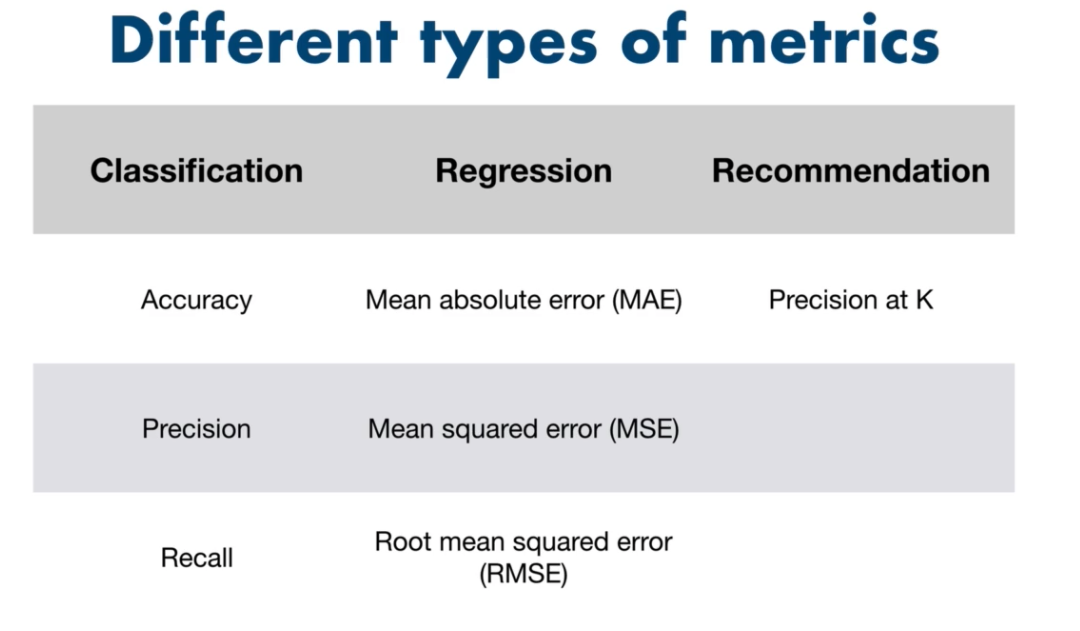 Different types of metrics
Classification Regression Recommendation
Accuracy Mean absolute error (MAE) Precision at K
Precision Mean squared error (MSE)
Recall Root mean squared error
(RMSE)